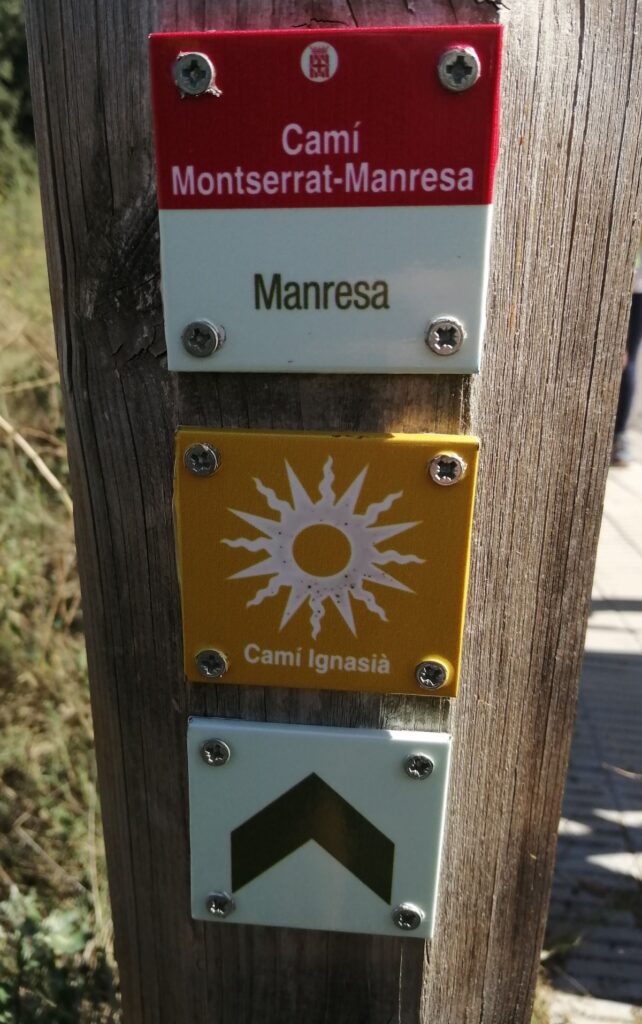 Camí
Montserrat-Manresa
Manresa
Camí Ignasià